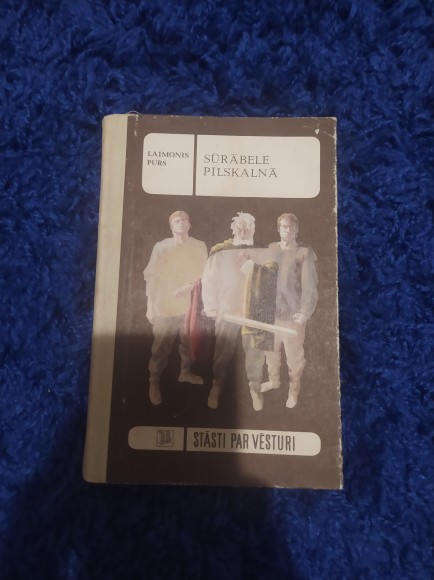 LAIMONIS
PURS
SŪRĀBELE
PILSKALNĀ
STĀSTI PAR VĒSTURI